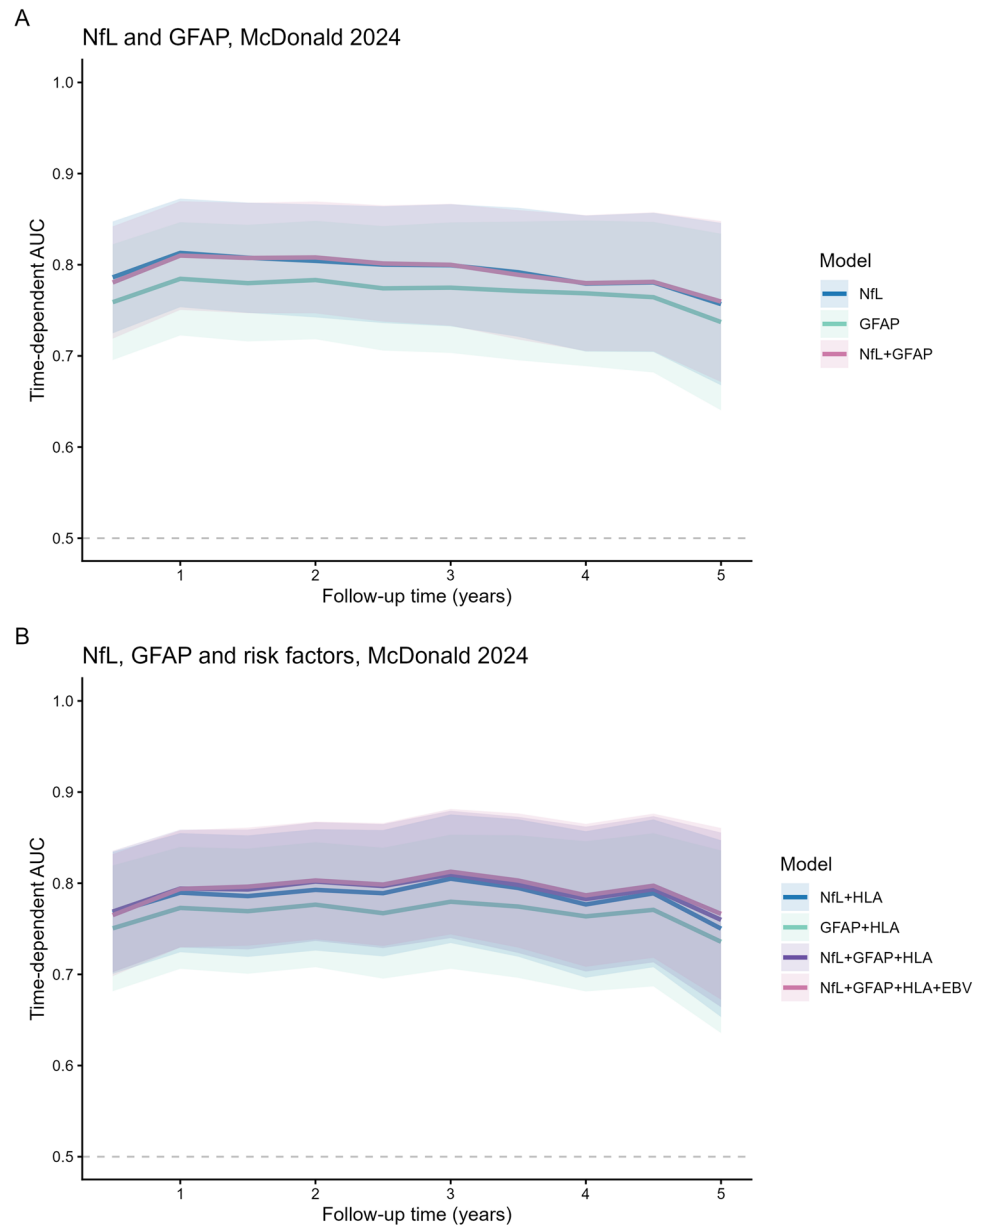 A
NfL and GFAP, McDonald 2024
1.0
0.9
0.8
0.7
0.6
0.5
Time-dependent AUC
1 2 3 4 5
Follow-up time (years)
Model
NfL
GFAP
NfL+GFAP
B
NfL, GFAP and risk factors, McDonald 2024
1.0
0.9
0.8
0.7
0.6
0.5
Time-dependent AUC
1 2 3 4 5
Follow-up time (years)
Model
NfL+HLA
GFAP+HLA
NfL+GFAP+HLA
NfL+GFAP+HLA+EBV